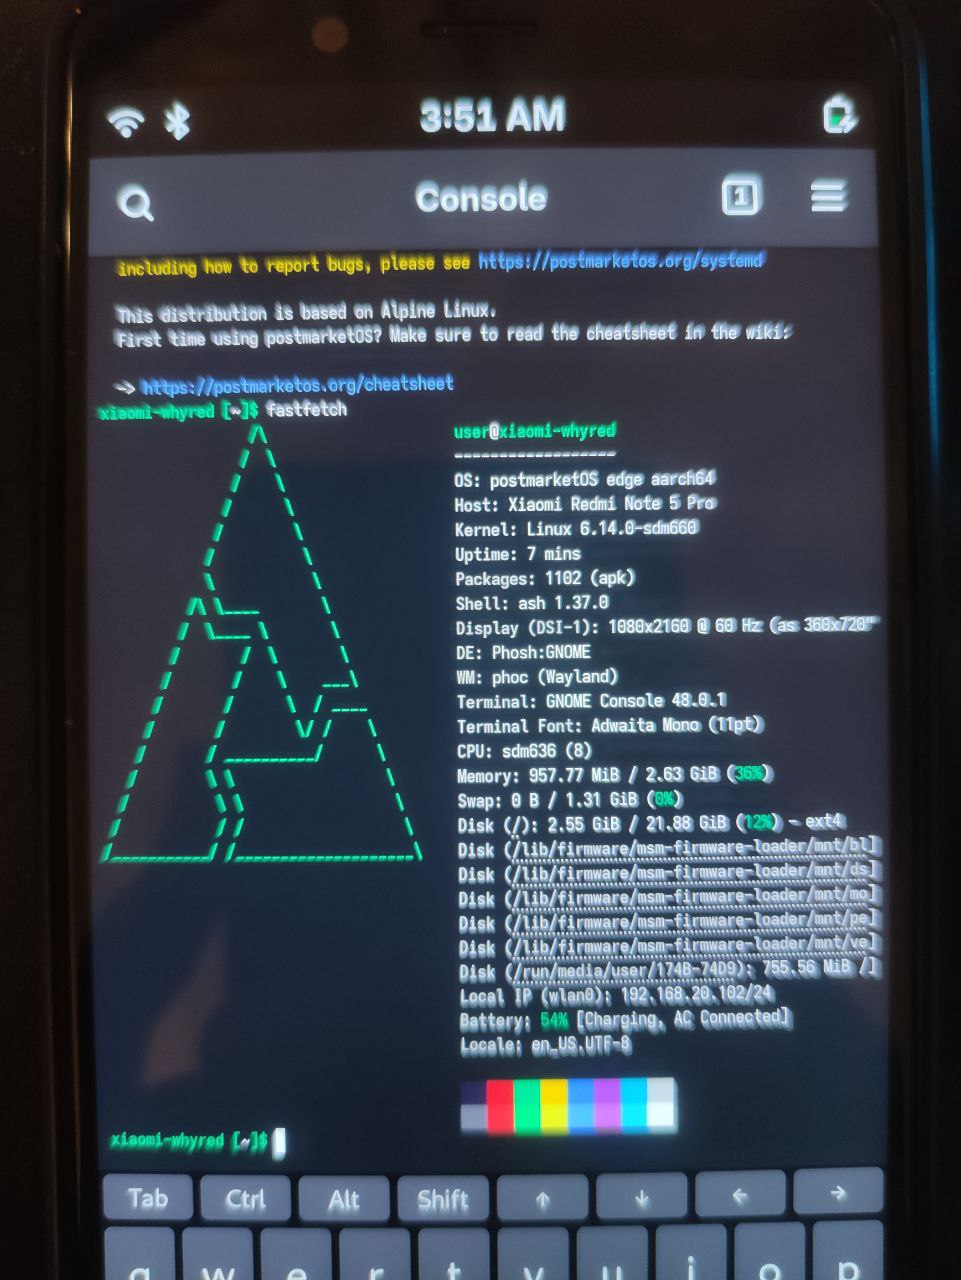 3:51 AM
Console
1
including how to report bugs, please see https://postmarketos.org/systemd
This distribution is based on Alpine Linux.
First time using postmarketOS? Make sure to read the cheatsheet in the wiki:
-> https://postmarketos.org/cheatsheet
xiaomi-whyred [~]$ fastfetch
user@xiaomi-whyred
------------------
OS: postmarketOS edge aarch64
Host: Xiaomi Redmi Note 5 Pro
Kernel: Linux 6.14.0-sdm660
Uptime: 7 mins
Packages: 1102 (apk)
Shell: ash 1.37.0
Display (DSI-1): 1080x2160 @ 60 Hz (as 360x720"
DE: Phosh:GNOME
WM: phoc (Wayland)
Terminal: GNOME Console 48.0.1
Terminal Font: Adwaita Mono (11pt)
CPU: sdm636 (8)
Memory: 957.77 MiB / 2.63 GiB (36%)
Swap: 0 B / 1.31 GiB (0%)
Disk (/): 2.55 GiB / 21.88 GiB (12%) - ext4
Disk (/lib/firmware/msm-firmware-loader/mnt/bl]
Disk (/lib/firmware/msm-firmware-loader/mnt/ds]
Disk (/lib/firmware/msm-firmware-loader/mnt/mo]
Disk (/lib/firmware/msm-firmware-loader/mnt/pe]
Disk (/lib/firmware/msm-firmware-loader/mnt/ve]
Disk (/run/media/user/174B-74D9): 755.56 MiB /]
Local IP (wlan0): 192.168.20.102/24
Battery: 54% [Charging, AC Connected]
Locale: en_US.UTF-8
xiaomi-whyred [~]$
Tab Ctrl Alt Shift ↑ ↓ ← →
q w e r t y u i o p